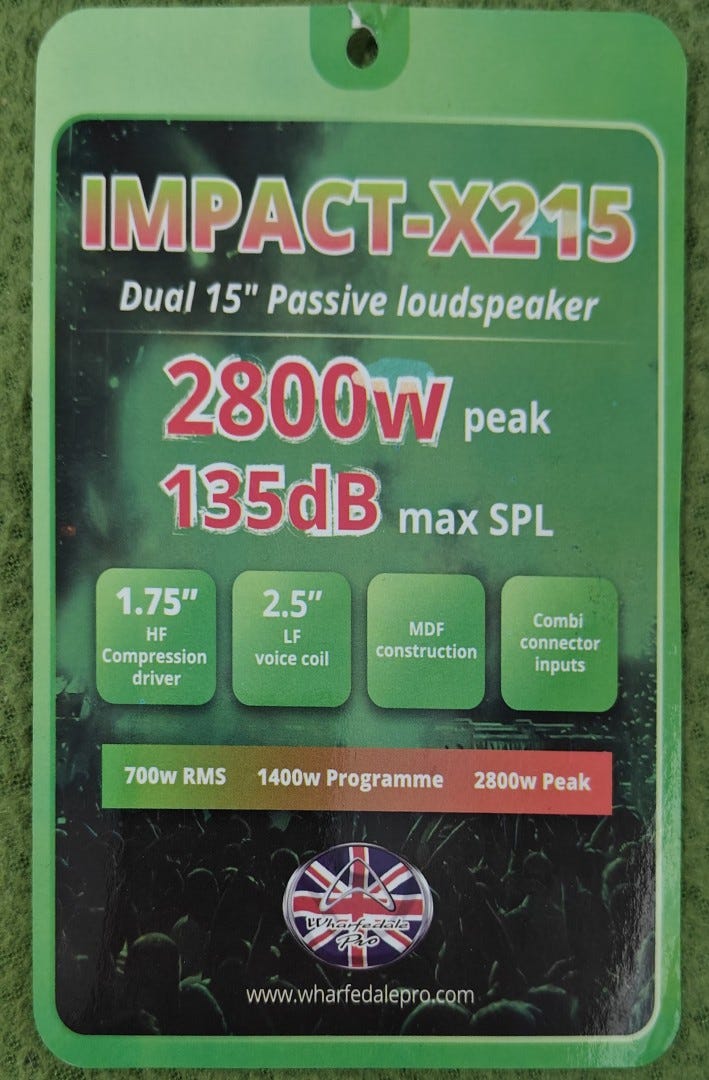 IMPACT-X215
Dual 15" Passive loudspeaker
2800w peak
135dB max SPL
1.75”
HF
Compression
driver
2.5”
LF
voice coil
MDF
construction
Combi
connector
inputs
700w RMS 1400w Programme 2800w Peak
Wharfedale
Pro
www.wharfedalepro.com